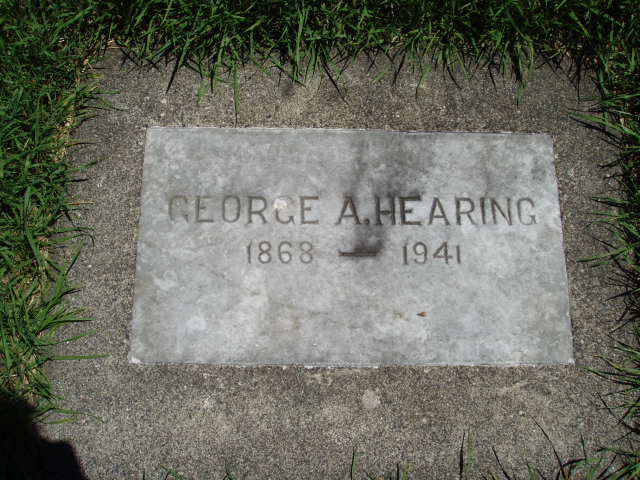 GEORGE A. HEARING
1868 — 1941